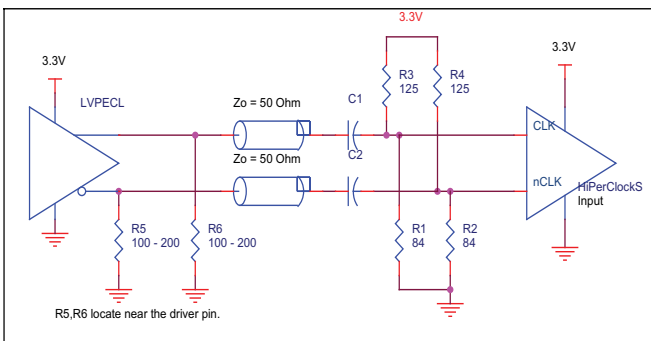 3.3V
3.3V
3.3V
R3
125
R4
125
LVPECL
Zo = 50 Ohm
C1
CLK
Zo = 50 Ohm
C2
nCLK
HiPerClockS
Input
R5
100 - 200
R6
100 - 200
R1
84
R2
84
R5,R6 locate near the driver pin.